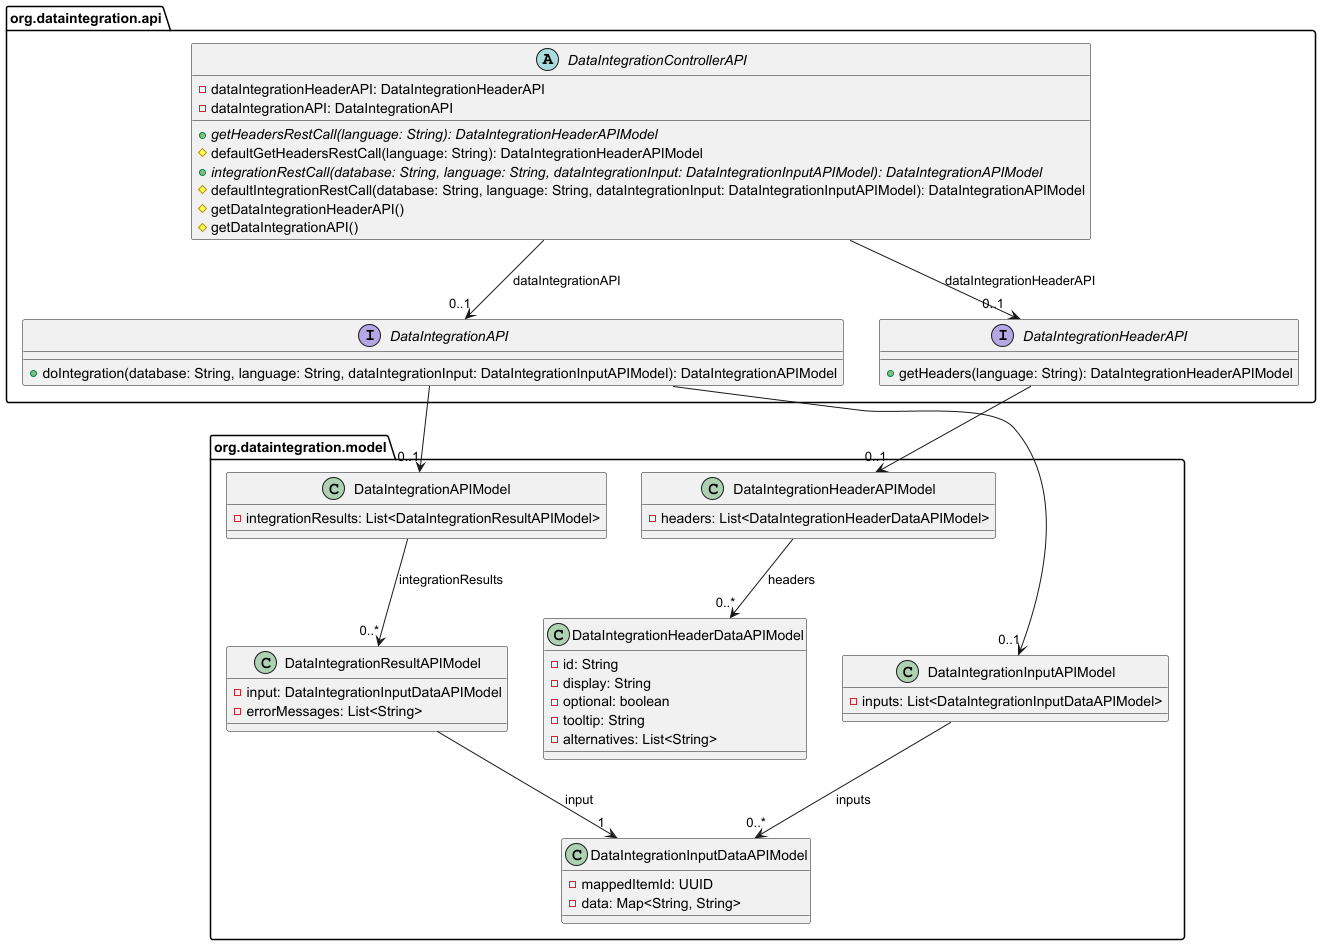 org.dataintegration.api
A DataIntegrationControllerAPI
dataIntegrationHeaderAPI: DataIntegrationHeaderAPI
dataIntegrationAPI: DataIntegrationAPI
getHeadersRestCall(language: String): DataIntegrationHeaderAPIModel
defaultGetHeadersRestCall(language: String): DataIntegrationHeaderAPIModel
integrationRestCall(database: String, language: String, dataIntegrationInput: DataIntegrationInputAPIModel): DataIntegrationAPIModel
defaultIntegrationRestCall(database: String, language: String, dataIntegrationInput: DataIntegrationInputAPIModel): DataIntegrationAPIModel
getDataIntegrationHeaderAPI()
getDataIntegrationAPI()
dataIntegrationAPI
dataIntegrationHeaderAPI
0..1
0..1
I DataIntegrationAPI
doIntegration(database: String, language: String, dataIntegrationInput: DataIntegrationInputAPIModel): DataIntegrationAPIModel
I DataIntegrationHeaderAPI
getHeaders(language: String): DataIntegrationHeaderAPIModel
org.dataintegration.model
0..1
0..1
C DataIntegrationAPIModel
integrationResults: List<DataIntegrationResultAPIModel>
C DataIntegrationHeaderAPIModel
headers: List<DataIntegrationHeaderDataAPIModel>
integrationResults
headers
0..*
0..*
0..1
C DataIntegrationResultAPIModel
input: DataIntegrationInputDataAPIModel
errorMessages: List<String>
C DataIntegrationHeaderDataAPIModel
id: String
display: String
optional: boolean
tooltip: String
alternatives: List<String>
C DataIntegrationInputAPIModel
inputs: List<DataIntegrationInputDataAPIModel>
input
inputs
1
0..*
C DataIntegrationInputDataAPIModel
mappedItemId: UUID
data: Map<String, String>